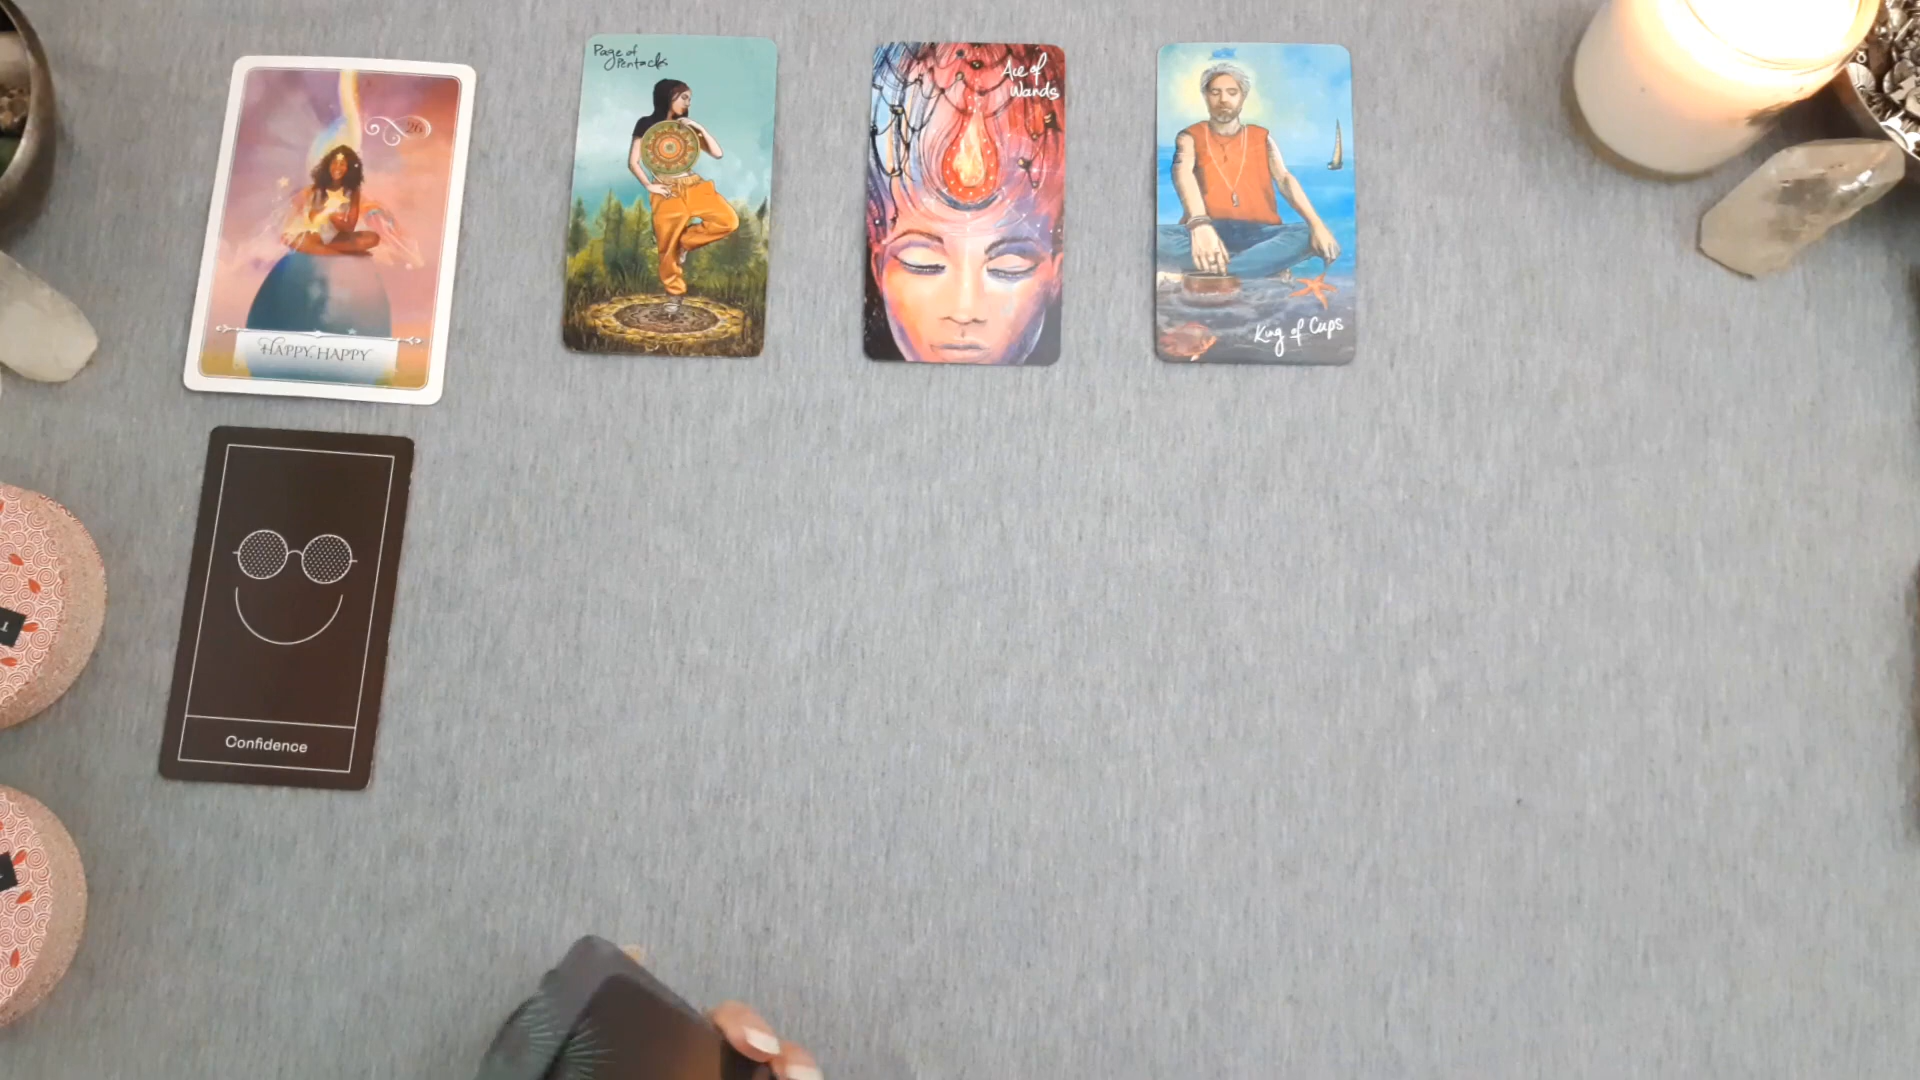 26
HAPPY, HAPPY
Page of
Pentacles
Ace of
Wands
King of Cups
Confidence
T